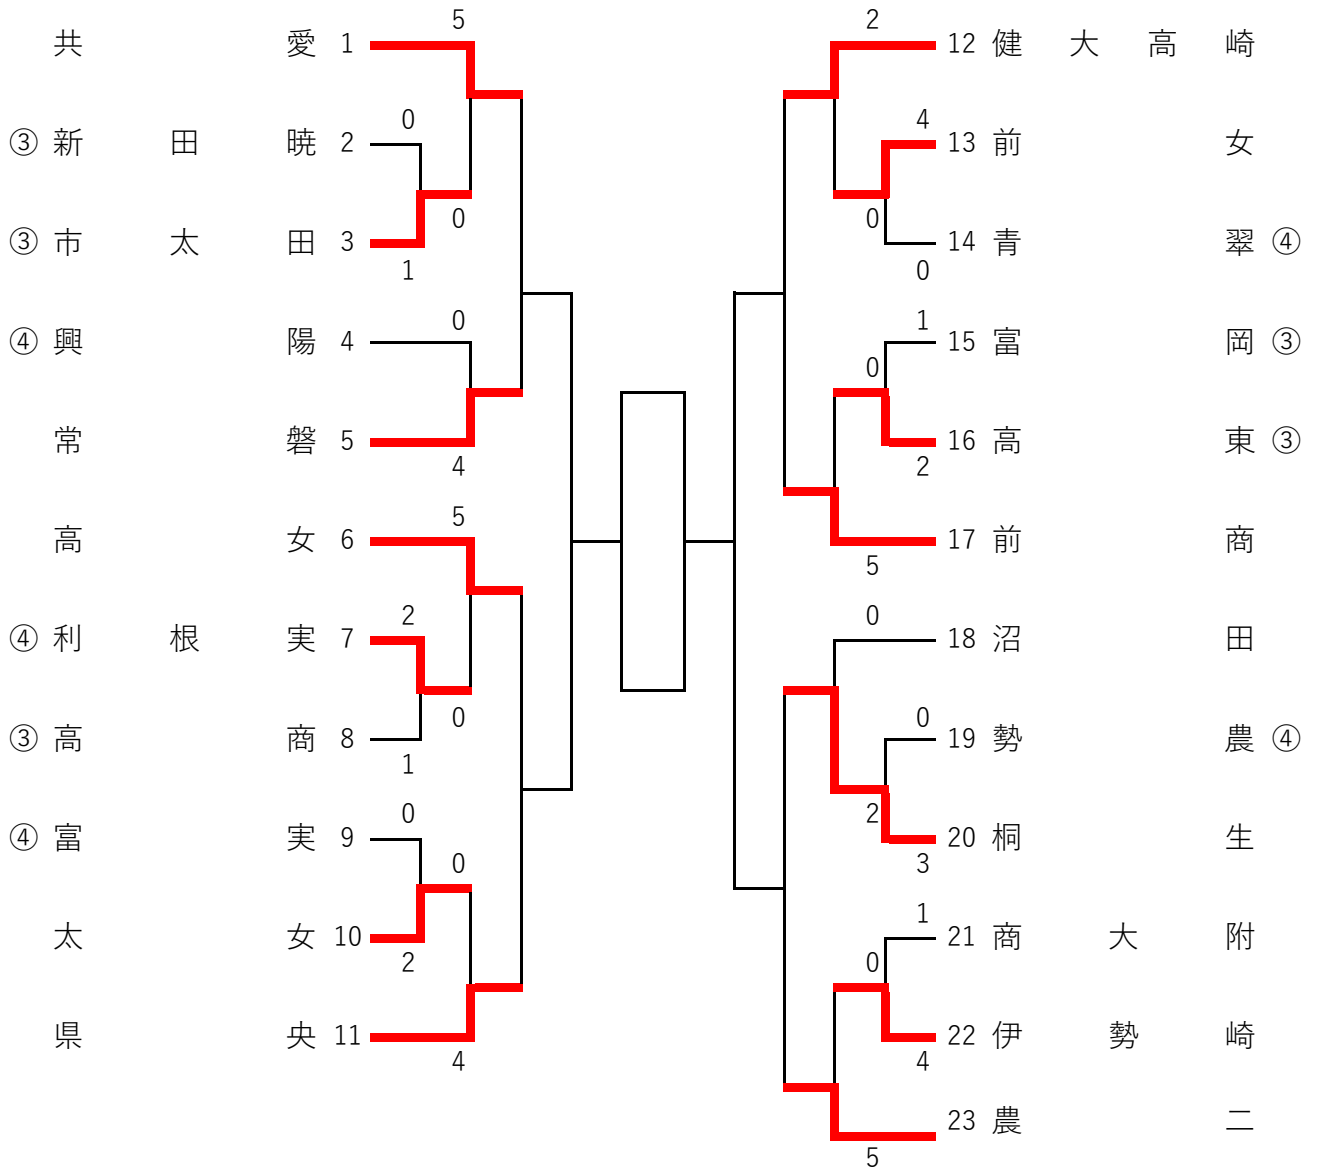 5
共愛 1
0
③ 新田暁 2
0
③ 市太田 3
1
0
④ 興陽 4
常磐 5
4
5
高女 6
2
④ 利根実 7
0
③ 高商 8
1
0
④ 富実 9
0
太女 10
2
県央 11
4
2
12 健大高崎
4
13 前女
0
14 青翠 ④
0
1
15 富岡 ③
0
16 高東 ③
2
17 前商
5
0
18 沼田
0
19 勢農 ④
2
20 桐生
3
1
21 商大附
0
22 伊勢崎
4
23 農二
5